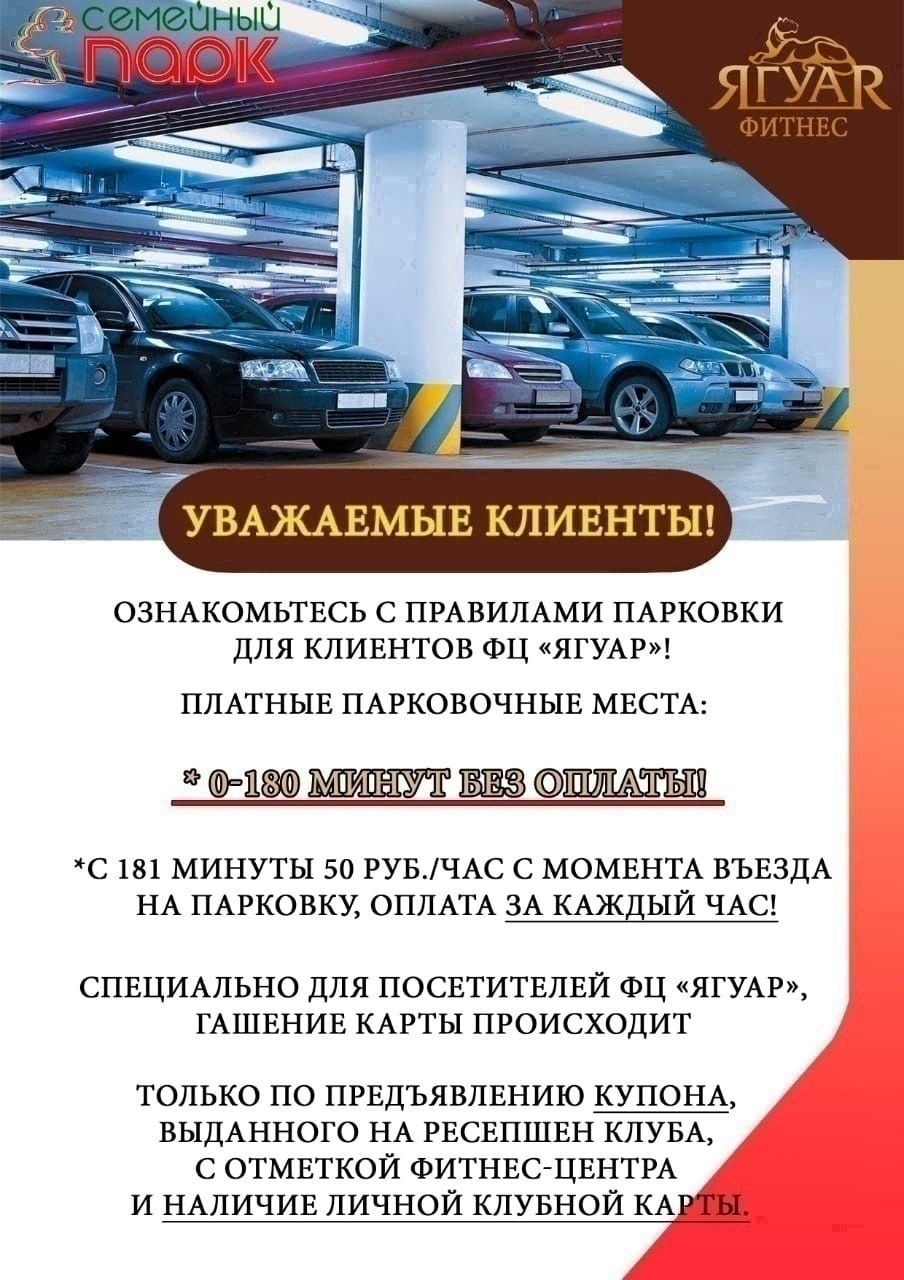 семейный
парк
ЯГУАR
ФИТНЕС
УВАЖАЕМЫЕ КЛИЕНТЫ!
ОЗНАКОМЬТЕСЬ С ПРАВИЛАМИ ПАРКОВКИ
ДЛЯ КЛИЕНТОВ ФЦ «ЯГУАР»!
ПЛАТНЫЕ ПАРКОВОЧНЫЕ МЕСТА:
* 0-180 МИНУТ БЕЗ ОПЛАТЫ!
*С 181 МИНУТЫ 50 РУБ./ЧАС С МОМЕНТА ВЪЕЗДА
НА ПАРКОВКУ, ОПЛАТА ЗА КАЖДЫЙ ЧАС!
СПЕЦИАЛЬНО ДЛЯ ПОСЕТИТЕЛЕЙ ФЦ «ЯГУАР»,
ГАШЕНИЕ КАРТЫ ПРОИСХОДИТ
ТОЛЬКО ПО ПРЕДЪЯВЛЕНИЮ КУПОНА,
ВЫДАННОГО НА РЕСЕПШЕН КЛУБА,
С ОТМЕТКОЙ ФИТНЕС-ЦЕНТРА
И НАЛИЧИЕ ЛИЧНОЙ КЛУБНОЙ КАРТЫ.